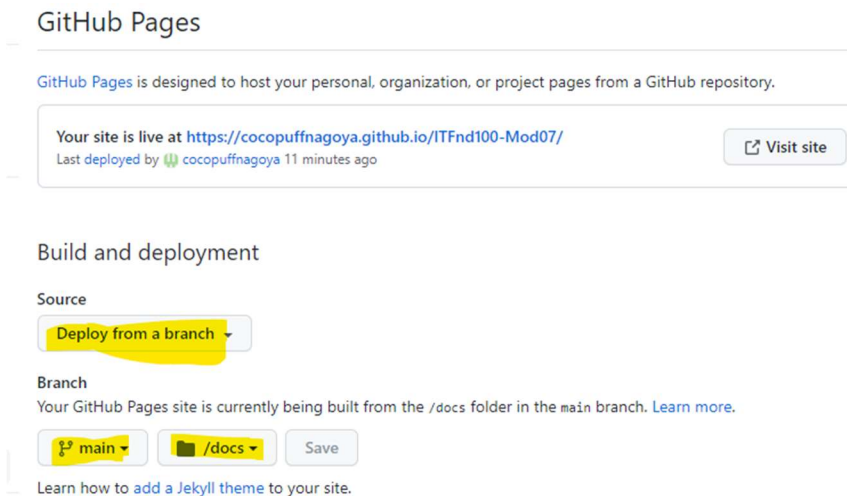 GitHub Pages
GitHub Pages is designed to host your personal, organization, or project pages from a GitHub repository.
Your site is live at https://cocopuffnagoya.github.io/ITFnd100-Mod07/
Last deployed by cocopuffnagoya 11 minutes ago
Visit site
Build and deployment
Source
Deploy from a branch
Branch
Your GitHub Pages site is currently being built from the /docs folder in the main branch. Learn more.
main /docs Save
Learn how to add a Jekyll theme to your site.